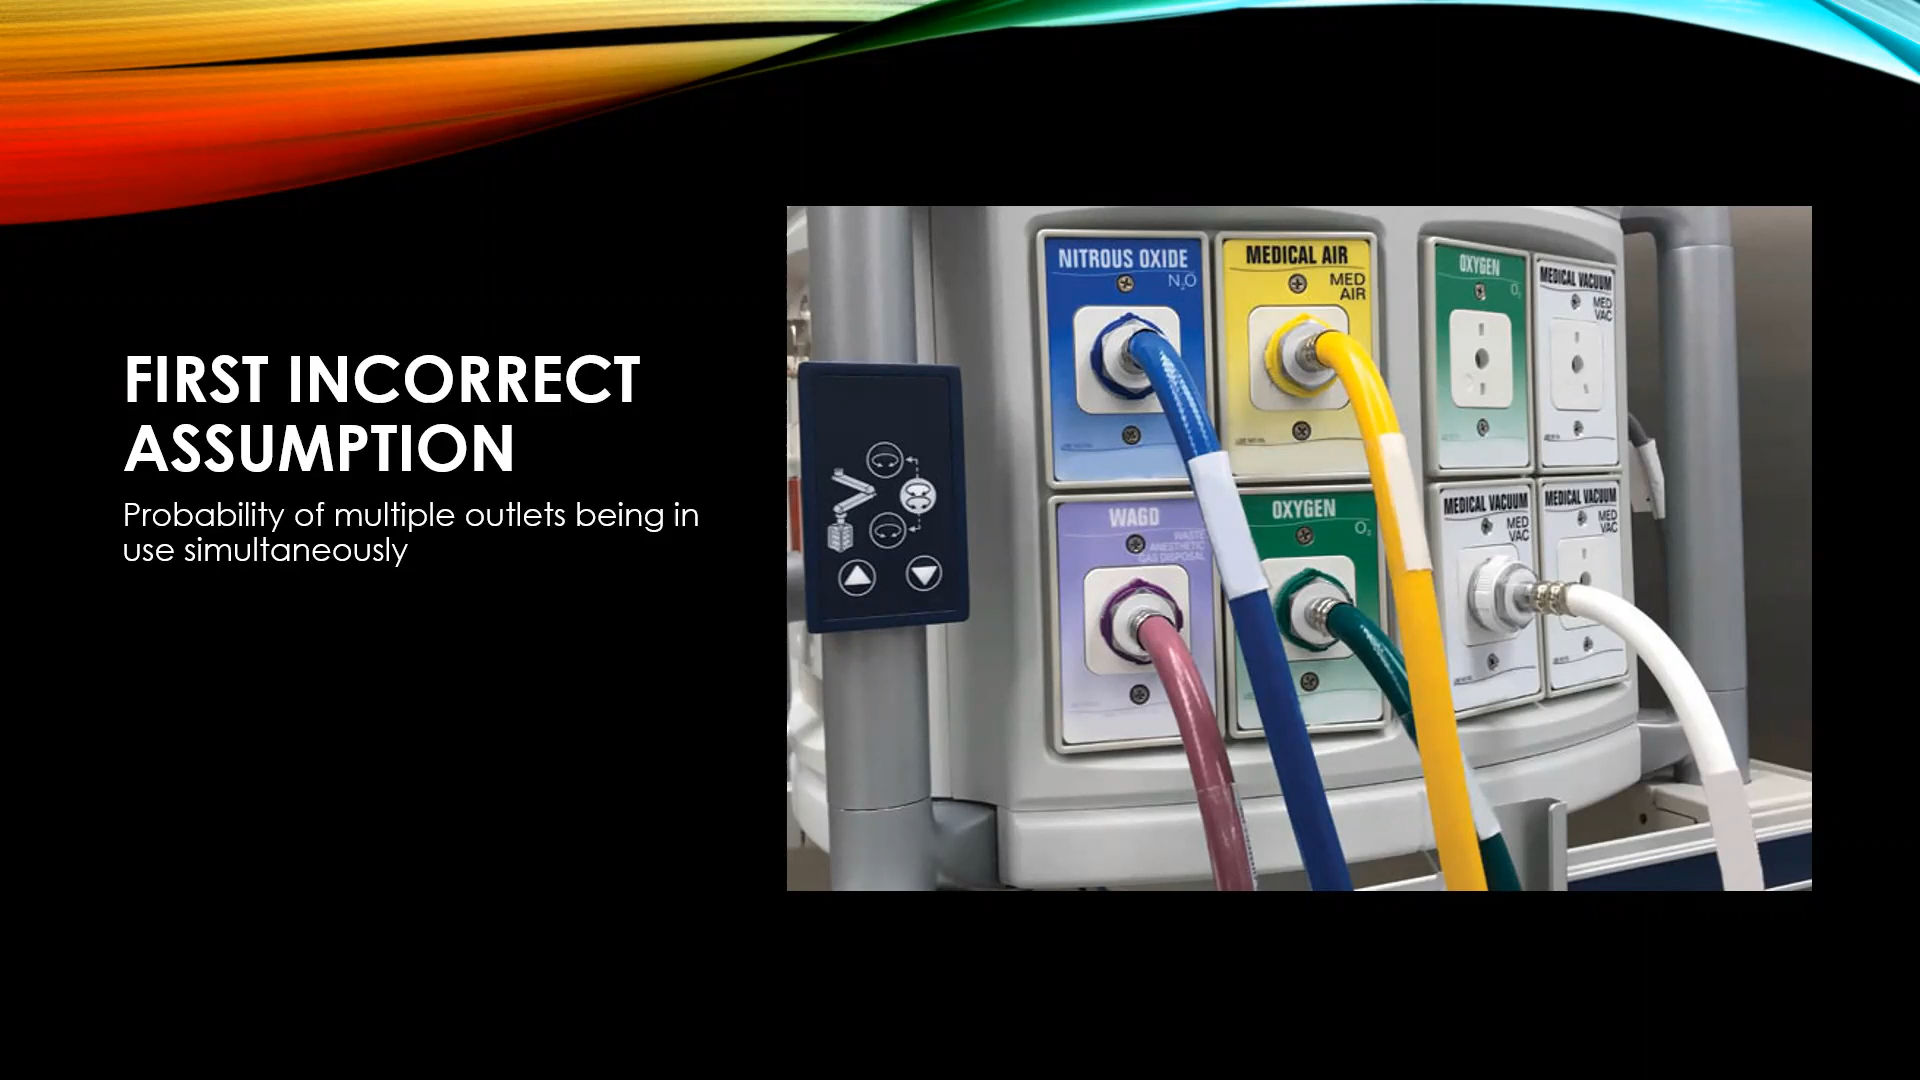 FIRST INCORRECT
ASSUMPTION
Probability of multiple outlets being in
use simultaneously
NITROUS OXIDE
N₂O
MEDICAL AIR
MED
AIR
OXYGEN
O₂
MEDICAL VACUUM
MED
VAC
WAGD
WASTE
ANESTHETIC
GAS DISPOSAL
OXYGEN
O₂
MEDICAL VACUUM
MED
VAC
MEDICAL VACUUM
MED
VAC